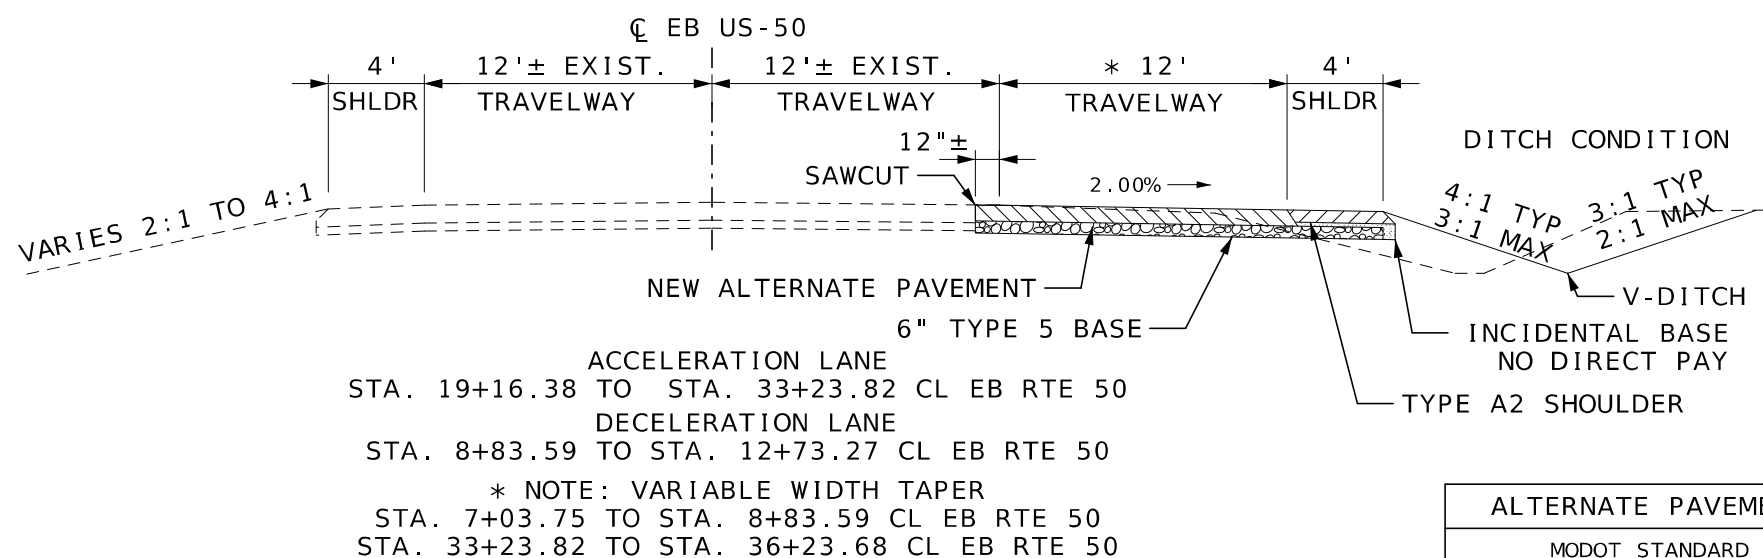 ℄ EB US-50
4' 12'± EXIST. 12'± EXIST. * 12' 4'
SHLDR TRAVELWAY TRAVELWAY TRAVELWAY SHLDR
12"±
DITCH CONDITION
SAWCUT
2.00%
VARIES 2:1 TO 4:1
4:1 TYP
3:1 MAX
3:1 TYP
2:1 MAX
NEW ALTERNATE PAVEMENT
V-DITCH
6" TYPE 5 BASE
INCIDENTAL BASE
NO DIRECT PAY
TYPE A2 SHOULDER
ACCELERATION LANE
STA. 19+16.38 TO STA. 33+23.82 CL EB RTE 50
DECELERATION LANE
STA. 8+83.59 TO STA. 12+73.27 CL EB RTE 50
* NOTE: VARIABLE WIDTH TAPER
STA. 7+03.75 TO STA. 8+83.59 CL EB RTE 50
STA. 33+23.82 TO STA. 36+23.68 CL EB RTE 50
ALTERNATE PAVEME
MODOT STANDARD